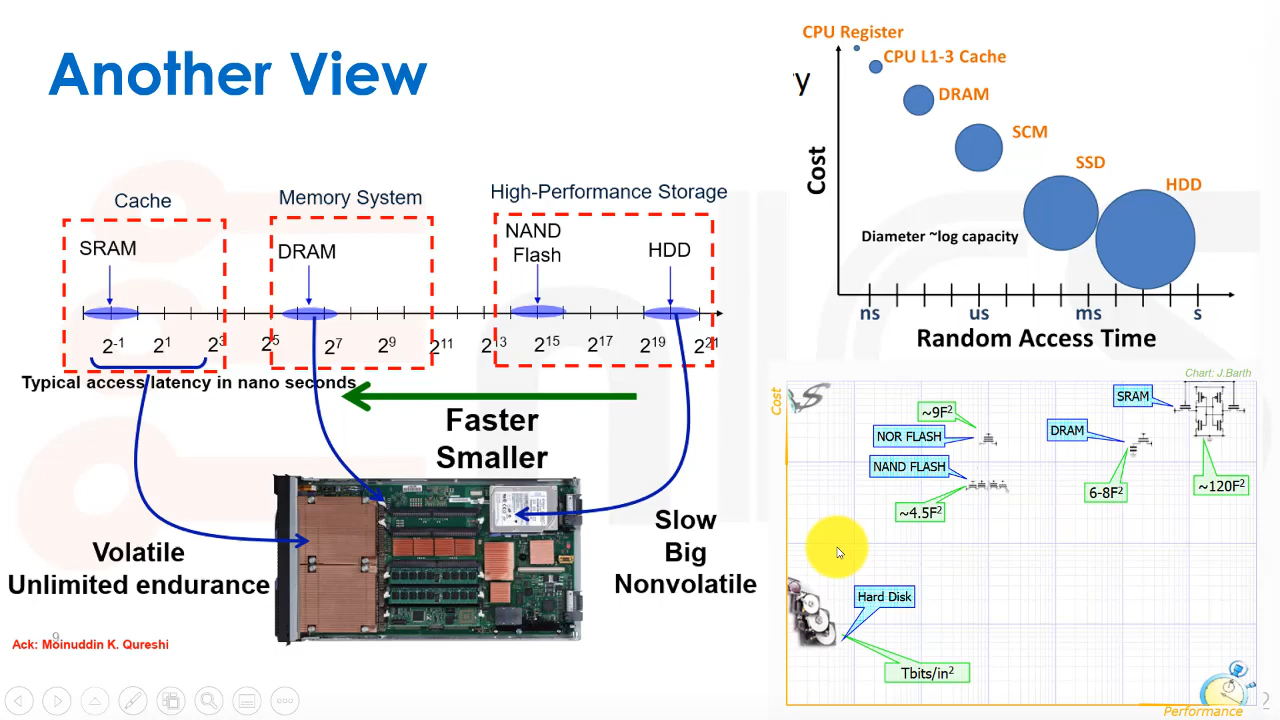 Another View
Cache
Memory System
High-Performance Storage
SRAM
DRAM
NAND
Flash
HDD
2-1
21
23
25
27
29
211
213
215
217
219
221
Typical access latency in nano seconds
Faster
Smaller
Volatile
Unlimited endurance
Slow
Big
Nonvolatile
9
Ack: Moinuddin K. Qureshi
ry
CPU Register
CPU L1-3 Cache
DRAM
SCM
SSD
HDD
Cost
Diameter ~log capacity
ns
us
ms
s
Random Access Time
Chart: J.Barth
Cost
SRAM
~9F2
NOR FLASH
DRAM
NAND FLASH
6-8F2
~120F2
~4.5F2
Hard Disk
Tbits/in2
Performance
2